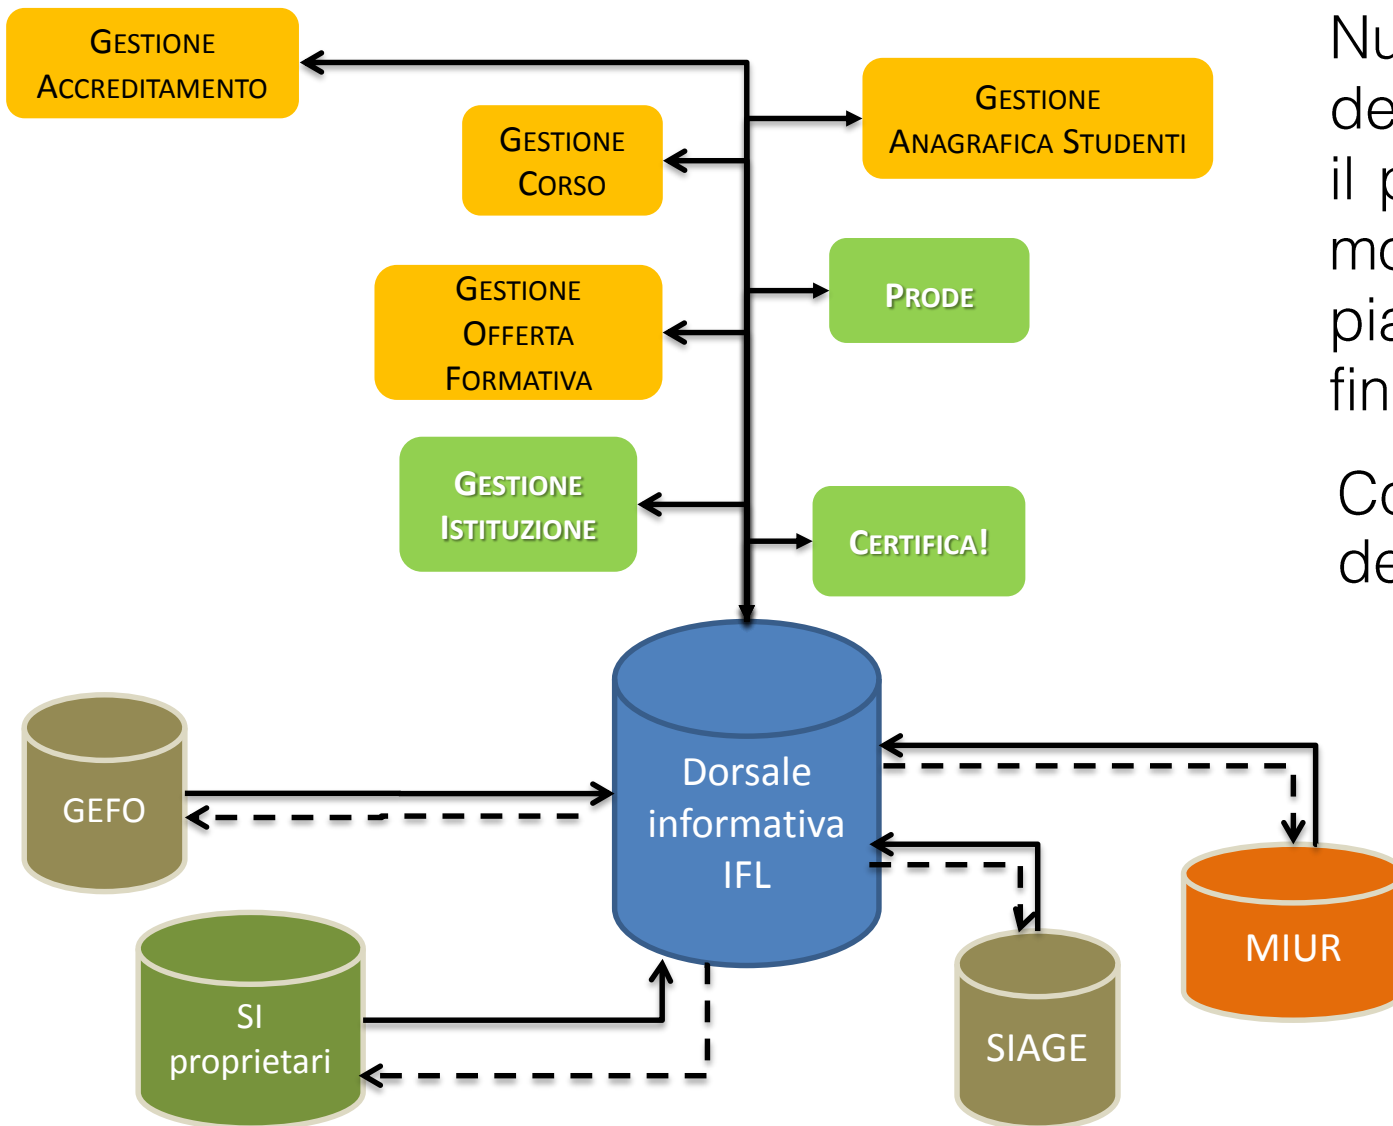 GESTIONE
ACCREDITAMENTO
GESTIONE
ANAGRAFICA STUDENTI
GESTIONE
CORSO
GESTIONE
OFFERTA
FORMATIVA
PRODE
GESTIONE
ISTITUZIONE
CERTIFICA!
Dorsale
informativa
IFL
GEFO
SI
proprietari
SIAGE
MIUR
il